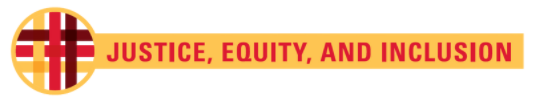 JUSTICE, EQUITY, AND INCLUSION